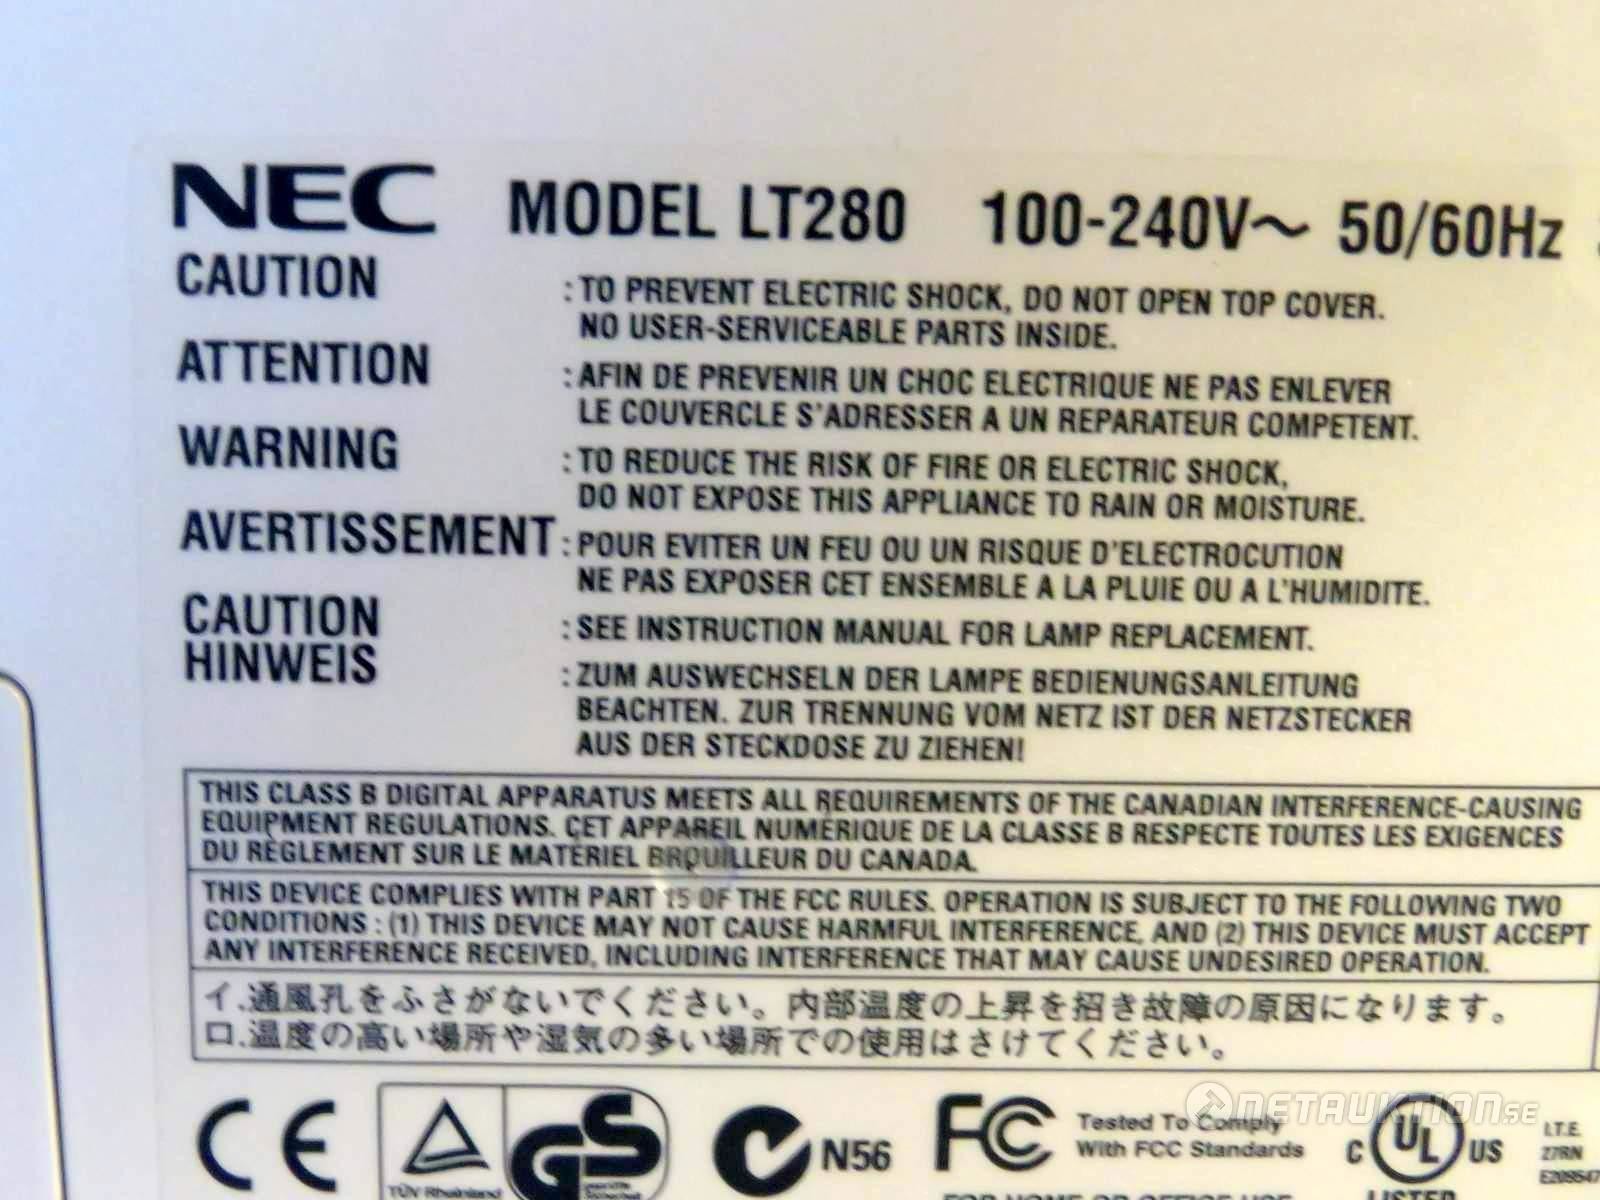 NEC MODEL LT280 100-240V～ 50/60Hz
CAUTION : TO PREVENT ELECTRIC SHOCK, DO NOT OPEN TOP COVER.
NO USER-SERVICEABLE PARTS INSIDE.
ATTENTION : AFIN DE PREVENIR UN CHOC ELECTRIQUE NE PAS ENLEVER
LE COUVERCLE S'ADRESSER A UN REPARATEUR COMPETENT.
WARNING : TO REDUCE THE RISK OF FIRE OR ELECTRIC SHOCK,
DO NOT EXPOSE THIS APPLIANCE TO RAIN OR MOISTURE.
AVERTISSEMENT : POUR EVITER UN FEU OU UN RISQUE D'ELECTROCUTION
NE PAS EXPOSER CET ENSEMBLE A LA PLUIE OU A L'HUMIDITE.
CAUTION : SEE INSTRUCTION MANUAL FOR LAMP REPLACEMENT.
HINWEIS : ZUM AUSWECHSELN DER LAMPE BEDIENUNGSANLEITUNG
BEACHTEN. ZUR TRENNUNG VOM NETZ IST DER NETZSTECKER
AUS DER STECKDOSE ZU ZIEHEN!
THIS CLASS B DIGITAL APPARATUS MEETS ALL REQUIREMENTS OF THE CANADIAN INTERFERENCE-CAUSING
EQUIPMENT REGULATIONS. CET APPAREIL NUMÉRIQUE DE LA CLASSE B RESPECTE TOUTES LES EXIGENCES
DU RÈGLEMENT SUR LE MATÉRIEL BROUILLEUR DU CANADA.
THIS DEVICE COMPLIES WITH PART 15 OF THE FCC RULES. OPERATION IS SUBJECT TO THE FOLLOWING TWO
CONDITIONS : (1) THIS DEVICE MAY NOT CAUSE HARMFUL INTERFERENCE, AND (2) THIS DEVICE MUST ACCEPT
ANY INTERFERENCE RECEIVED, INCLUDING INTERFERENCE THAT MAY CAUSE UNDESIRED OPERATION.
イ.通風孔をふさがないでください。内部温度の上昇を招き故障の原因になります。
ロ.温度の高い場所や湿気の多い場所での使用はさけてください。
CE
TÜV Rheinland
GS
geprüfte Sicherheit
N56
FC Tested To Comply
With FCC Standards
FOR HOME OR OFFICE USE
C UL US
LISTED
I.T.E.
27RN
E209547
NETAUKTION.SE